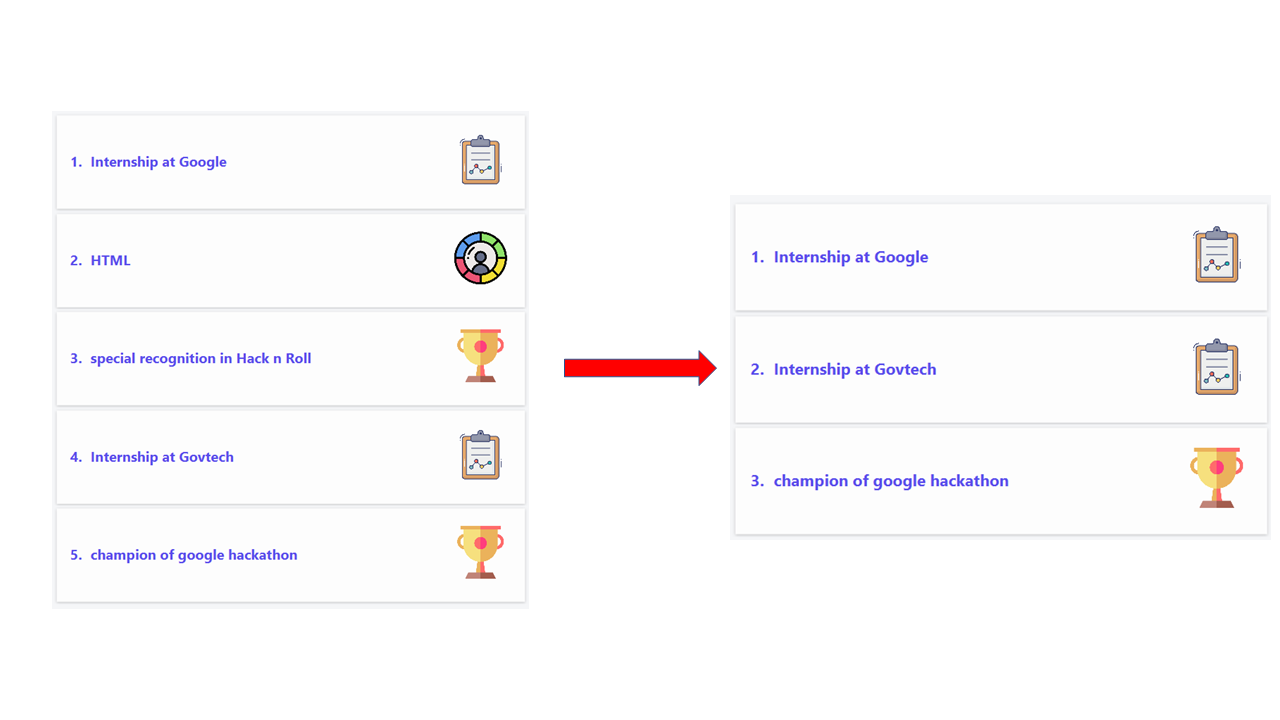 1. Internship at Google
2. HTML
3. special recognition in Hack n Roll
4. Internship at Govtech
5. champion of google hackathon
1. Internship at Google
2. Internship at Govtech
3. champion of google hackathon